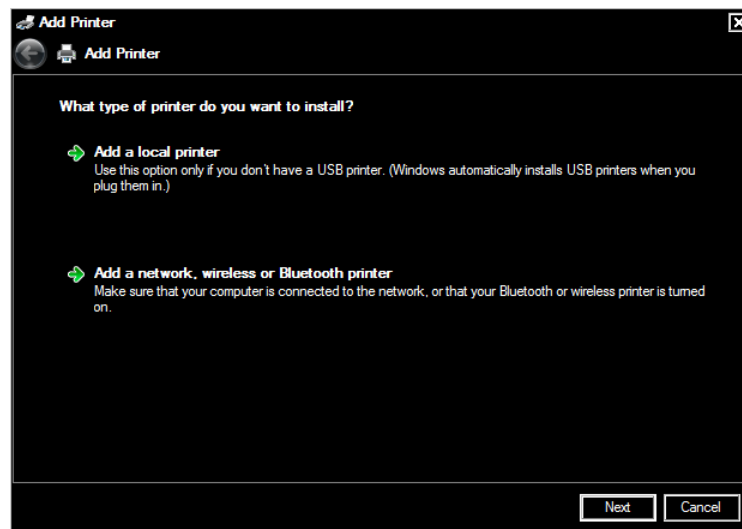 Add Printer
Add Printer
What type of printer do you want to install?
Add a local printer
Use this option only if you don't have a USB printer. (Windows automatically installs USB printers when you
plug them in.)
Add a network, wireless or Bluetooth printer
Make sure that your computer is connected to the network, or that your Bluetooth or wireless printer is turned
on.
Next
Cancel